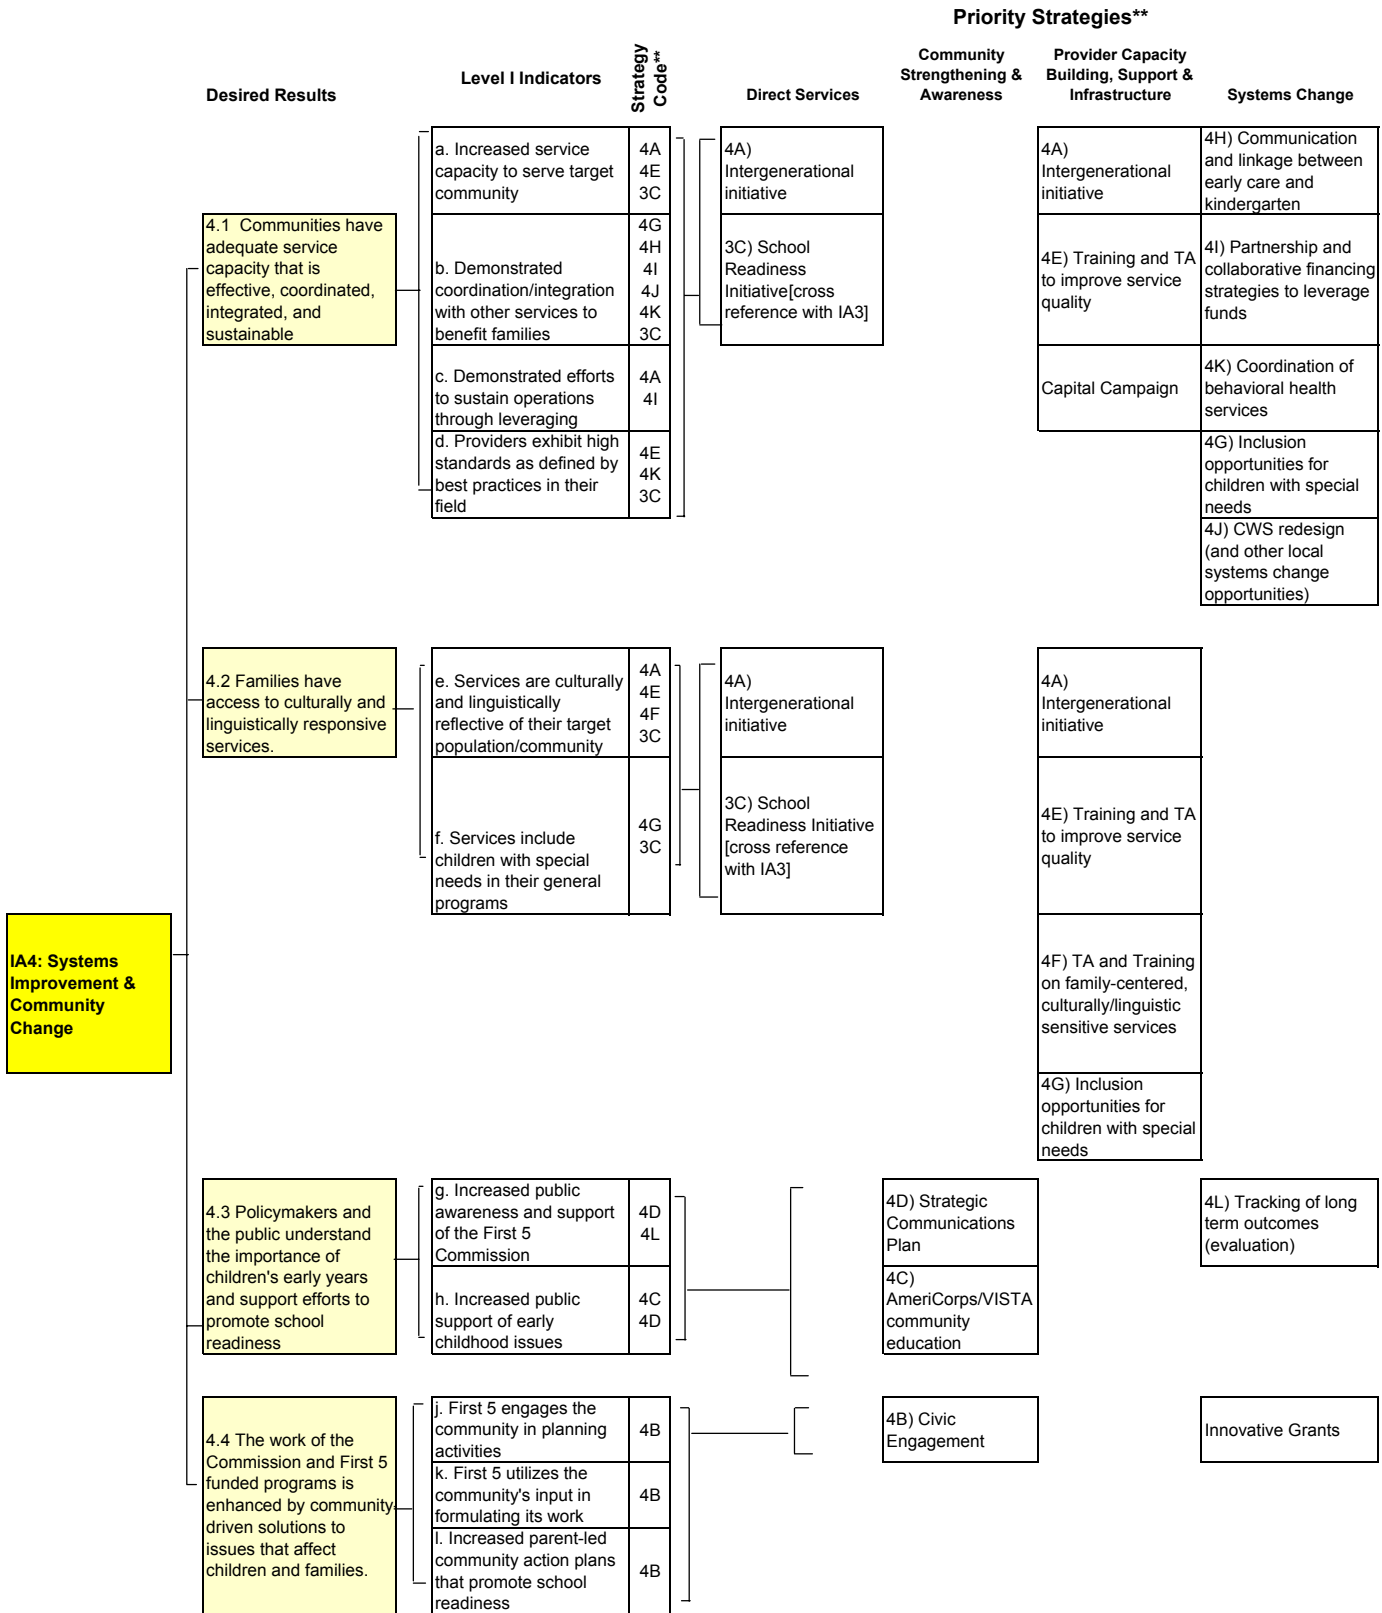 Priority Strategies**
Desired Results
Level I Indicators
Strategy
Code**
Direct Services
Community
Strengthening &
Awareness
Provider Capacity
Building, Support &
Infrastructure
Systems Change
IA4: Systems
Improvement &
Community
Change
4.1  Communities have
adequate service
capacity that is
effective, coordinated,
integrated, and
sustainable
a. Increased service
capacity to serve target
community
4A
4E
3C
b. Demonstrated
coordination/integration
with other services to
benefit families
4G
4H
4I
4J
4K
3C
c. Demonstrated efforts
to sustain operations
through leveraging
4A
4I
d. Providers exhibit high
standards as defined by
best practices in their
field
4E
4K
3C
4A)
Intergenerational
initiative
3C) School
Readiness
Initiative[cross
reference with IA3]
4A)
Intergenerational
initiative
4E) Training and TA
to improve service
quality
Capital Campaign
4H) Communication
and linkage between
early care and
kindergarten
4I) Partnership and
collaborative financing
strategies to leverage
funds
4K) Coordination of
behavioral health
services
4G) Inclusion
opportunities for
children with special
needs
4J) CWS redesign
(and other local
systems change
opportunities)
4.2 Families have
access to culturally and
linguistically responsive
services.
e. Services are culturally
and linguistically
reflective of their target
population/community
4A
4E
4F
3C
f. Services include
children with special
needs in their general
programs
4G
3C
4A)
Intergenerational
initiative
3C) School
Readiness Initiative
[cross reference
with IA3]
4A)
Intergenerational
initiative
4E) Training and TA
to improve service
quality
4F) TA and Training
on family-centered,
culturally/linguistic
sensitive services
4G) Inclusion
opportunities for
children with special
needs
4.3 Policymakers and
the public understand
the importance of
children's early years
and support efforts to
promote school
readiness
g. Increased public
awareness and support
of the First 5
Commission
4D
4L
h. Increased public
support of early
childhood issues
4C
4D
4D) Strategic
Communications
Plan
4C)
AmeriCorps/VISTA
community
education
4L) Tracking of long
term outcomes
(evaluation)
4.4 The work of the
Commission and First 5
funded programs is
enhanced by community
driven solutions to
issues that affect
children and families.
j. First 5 engages the
community in planning
activities
4B
k. First 5 utilizes the
community's input in
formulating its work
4B
l. Increased parent-led
community action plans
that promote school
readiness
4B
4B) Civic
Engagement
Innovative Grants